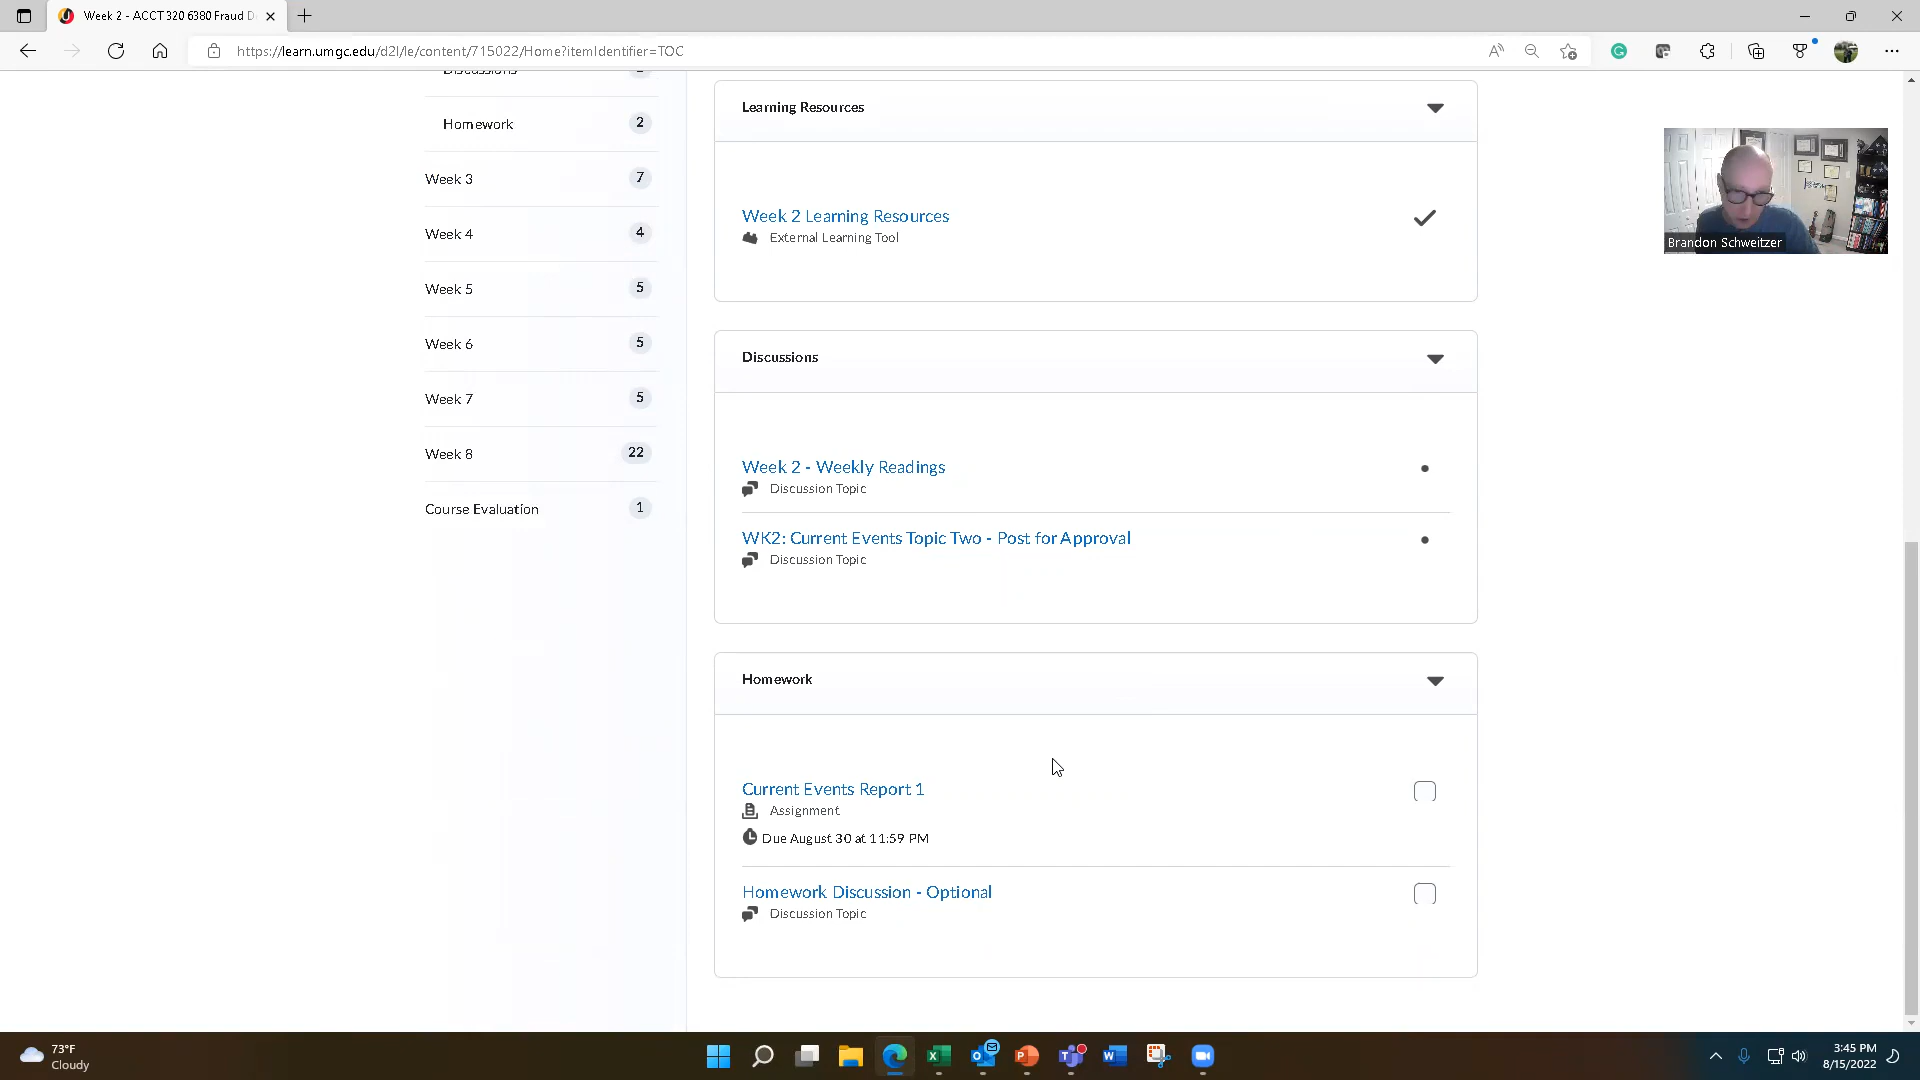 Week 2 - ACCT 320 6380 Fraud D
https://learn.umgc.edu/d2l/le/content/715022/Home?itemIdentifier=TOC
Discussions
Homework 2
Week 3 7
Week 4 4
Week 5 5
Week 6 5
Week 7 5
Week 8 22
Course Evaluation 1
Learning Resources
Week 2 Learning Resources
External Learning Tool
Discussions
Week 2 - Weekly Readings
Discussion Topic
WK2: Current Events Topic Two - Post for Approval
Discussion Topic
Homework
Current Events Report 1
Assignment
Due August 30 at 11:59 PM
Homework Discussion - Optional
Discussion Topic
Brandon Schweitzer
73°F
Cloudy
3:45 PM
8/15/2022